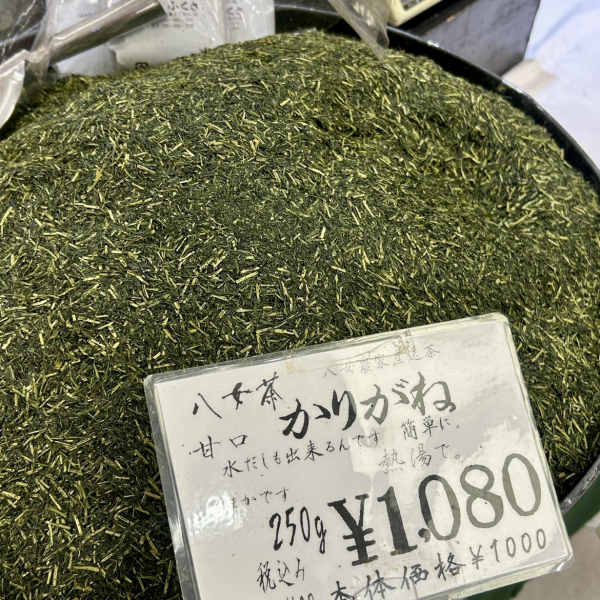 八女茶
かりがね
甘口
簡単に、
水だしも出来るんです
熱湯で。
250g
¥1,080
税込み
本体価格¥1000